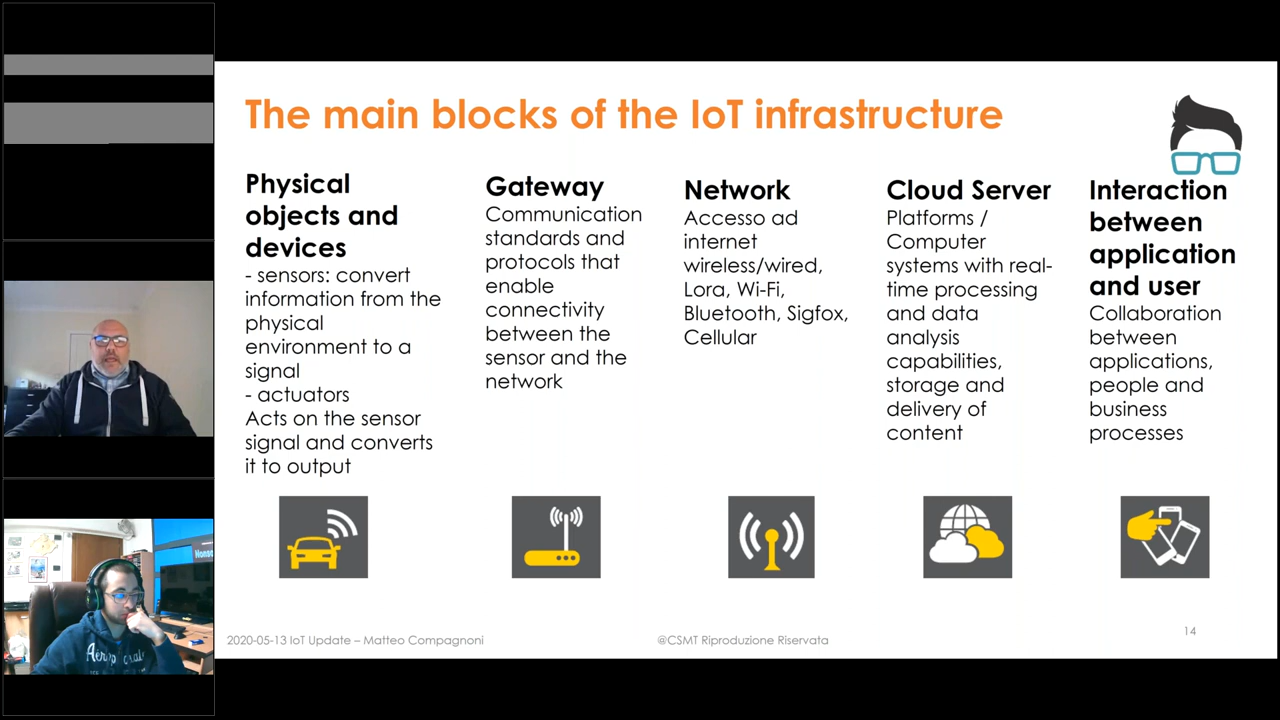 The main blocks of the IoT infrastructure
Physical
objects and
devices
- sensors: convert
information from the
physical
environment to a
signal
- actuators
Acts on the sensor
signal and converts
it to output
Gateway
Communication
standards and
protocols that
enable
connectivity
between the
sensor and the
network
Network
Accesso ad
internet
wireless/wired,
Lora, Wi-Fi,
Bluetooth, Sigfox,
Cellular
Cloud Server
Platforms /
Computer
systems with real-
time processing
and data
analysis
capabilities,
storage and
delivery of
content
Interaction
between
application
and user
Collaboration
between
applications,
people and
business
processes
2020-05-13 IoT Update – Matteo Compagnoni
@CSMT Riproduzione Riservata
14